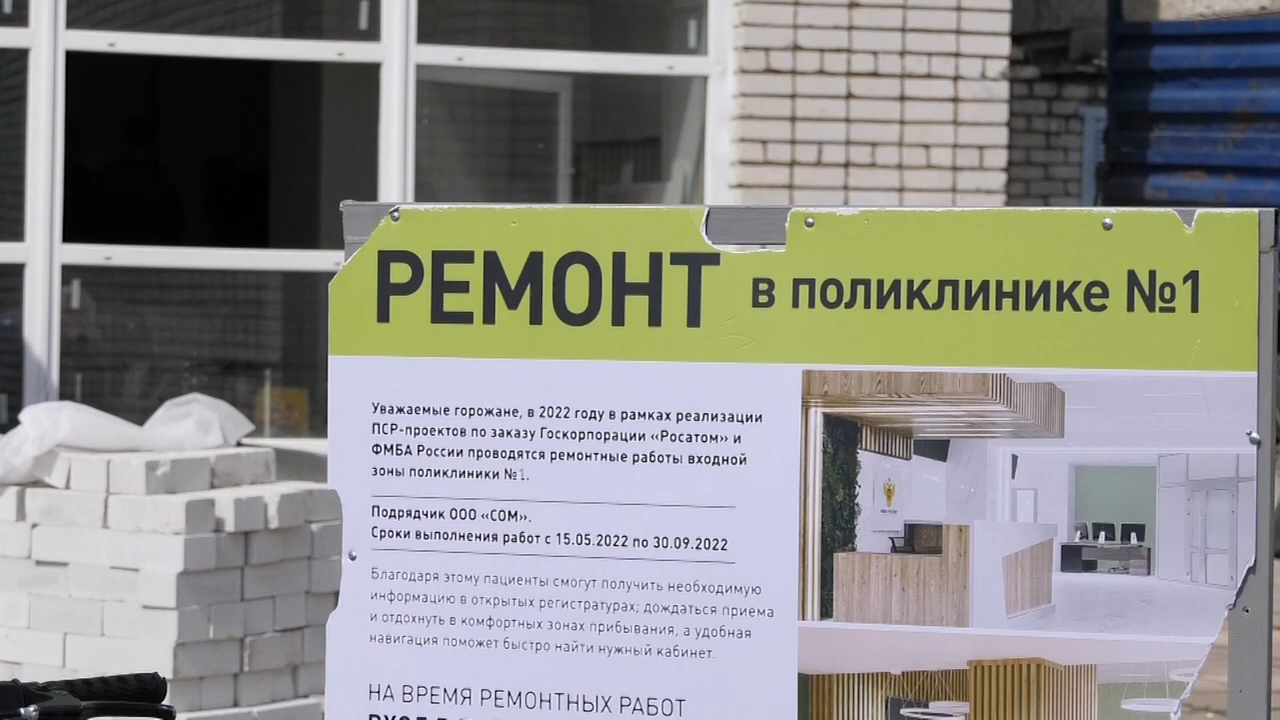 РЕМОНТ в поликлинике №1
Уважаемые горожане, в 2022 году в рамках реализации
ПСР-проектов по заказу Госкорпорации «Росатом» и
ФМБА России проводятся ремонтные работы входной
зоны поликлиники №1.
Подрядчик ООО «СОМ».
Сроки выполнения работ с 15.05.2022 по 30.09.2022
Благодаря этому пациенты смогут получить необходимую
информацию в открытых регистратурах; дождаться приема
и отдохнуть в комфортных зонах прибывания, а удобная
навигация поможет быстро найти нужный кабинет.
НА ВРЕМЯ РЕМОНТНЫХ РАБОТ